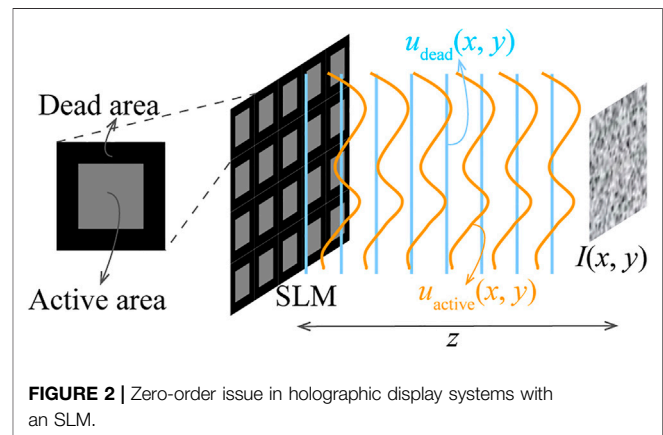 u_dead(x, y)
Dead area
Active area
SLM
I(x, y)
u_active(x, y)
z
FIGURE 2 | Zero-order issue in holographic display systems with
an SLM.